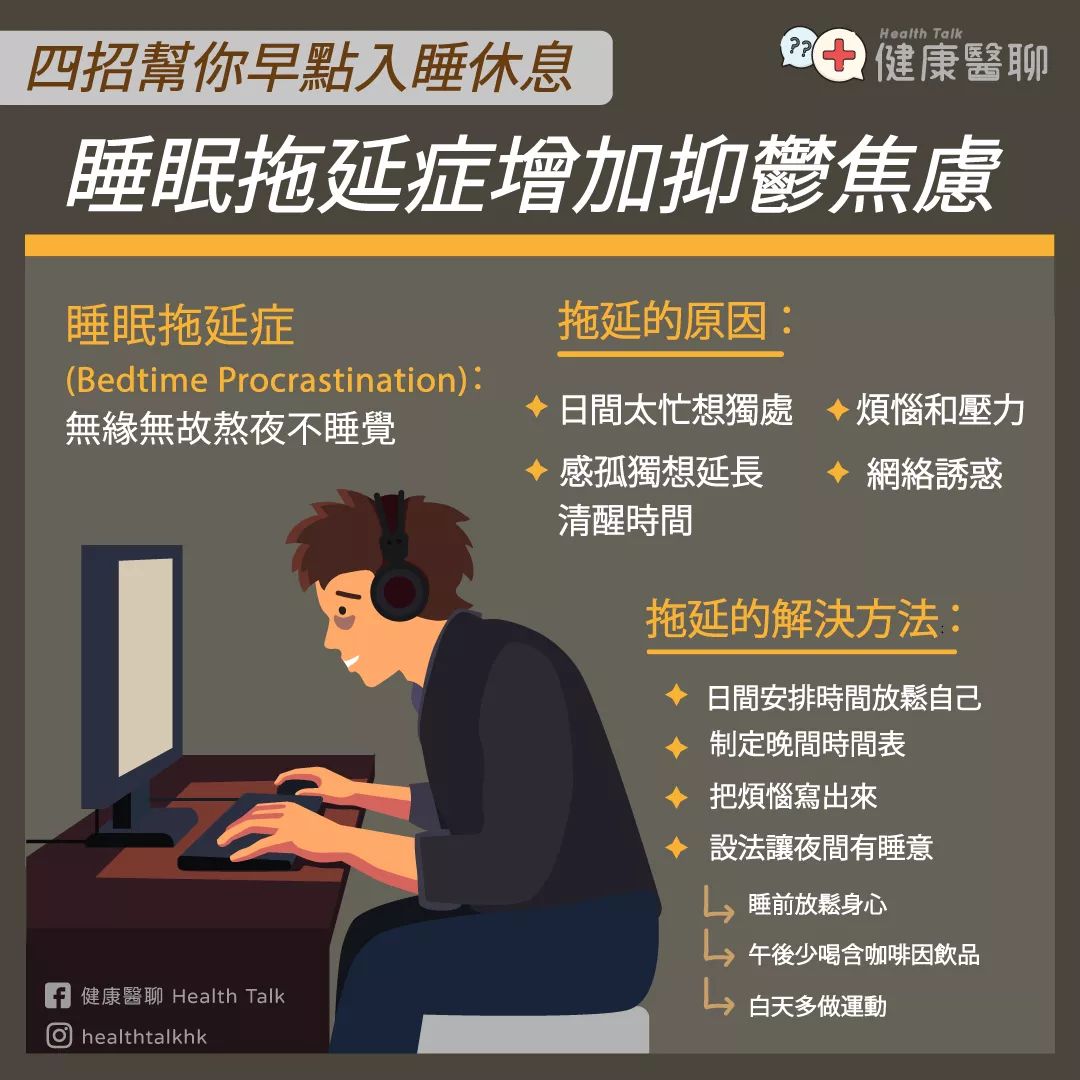 四招幫你早點入睡休息
??
Health Talk
健康醫聊
睡眠拖延症增加抑鬱焦慮
睡眠拖延症
(Bedtime Procrastination)：
無緣無故熬夜不睡覺
拖延的原因：
日間太忙想獨處
煩惱和壓力
感孤獨想延長
清醒時間
網絡誘惑
拖延的解決方法：
日間安排時間放鬆自己
制定晚間時間表
把煩惱寫出來
設法讓夜間有睡意
睡前放鬆身心
午後少喝含咖啡因飲品
白天多做運動
健康醫聊 Health Talk
healthtalkhk